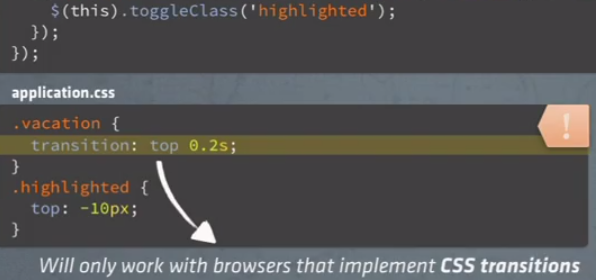 $(this).toggleClass('highlighted');
});
});
application.css
.vacation {
transition: top 0.2s;
}
.highlighted {
top: -10px;
}
!
Will only work with browsers that implement CSS transitions